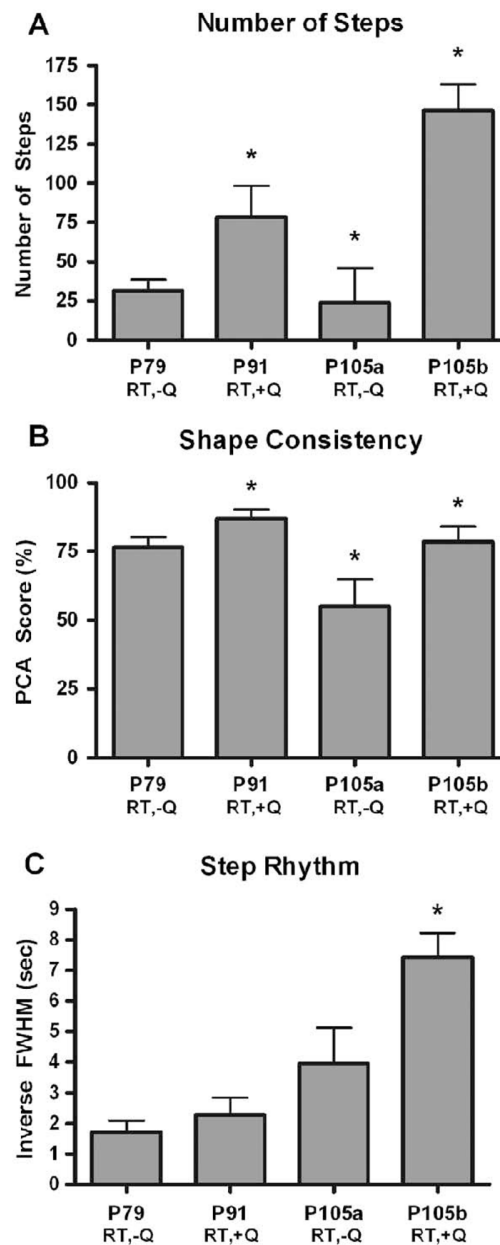 A
Number of Steps
Number of Steps
175
150
125
100
75
50
25
0
*
*
*
P79 P91 P105a P105b
RT,-Q RT,+Q RT,-Q RT,+Q
B
Shape Consistency
PCA Score (%)
100
75
50
25
0
*
*
*
P79 P91 P105a P105b
RT,-Q RT,+Q RT,-Q RT,+Q
C
Step Rhythm
Inverse FWHM (sec)
9
8
7
6
5
4
3
2
1
0
*
P79 P91 P105a P105b
RT,-Q RT,+Q RT,-Q RT,+Q